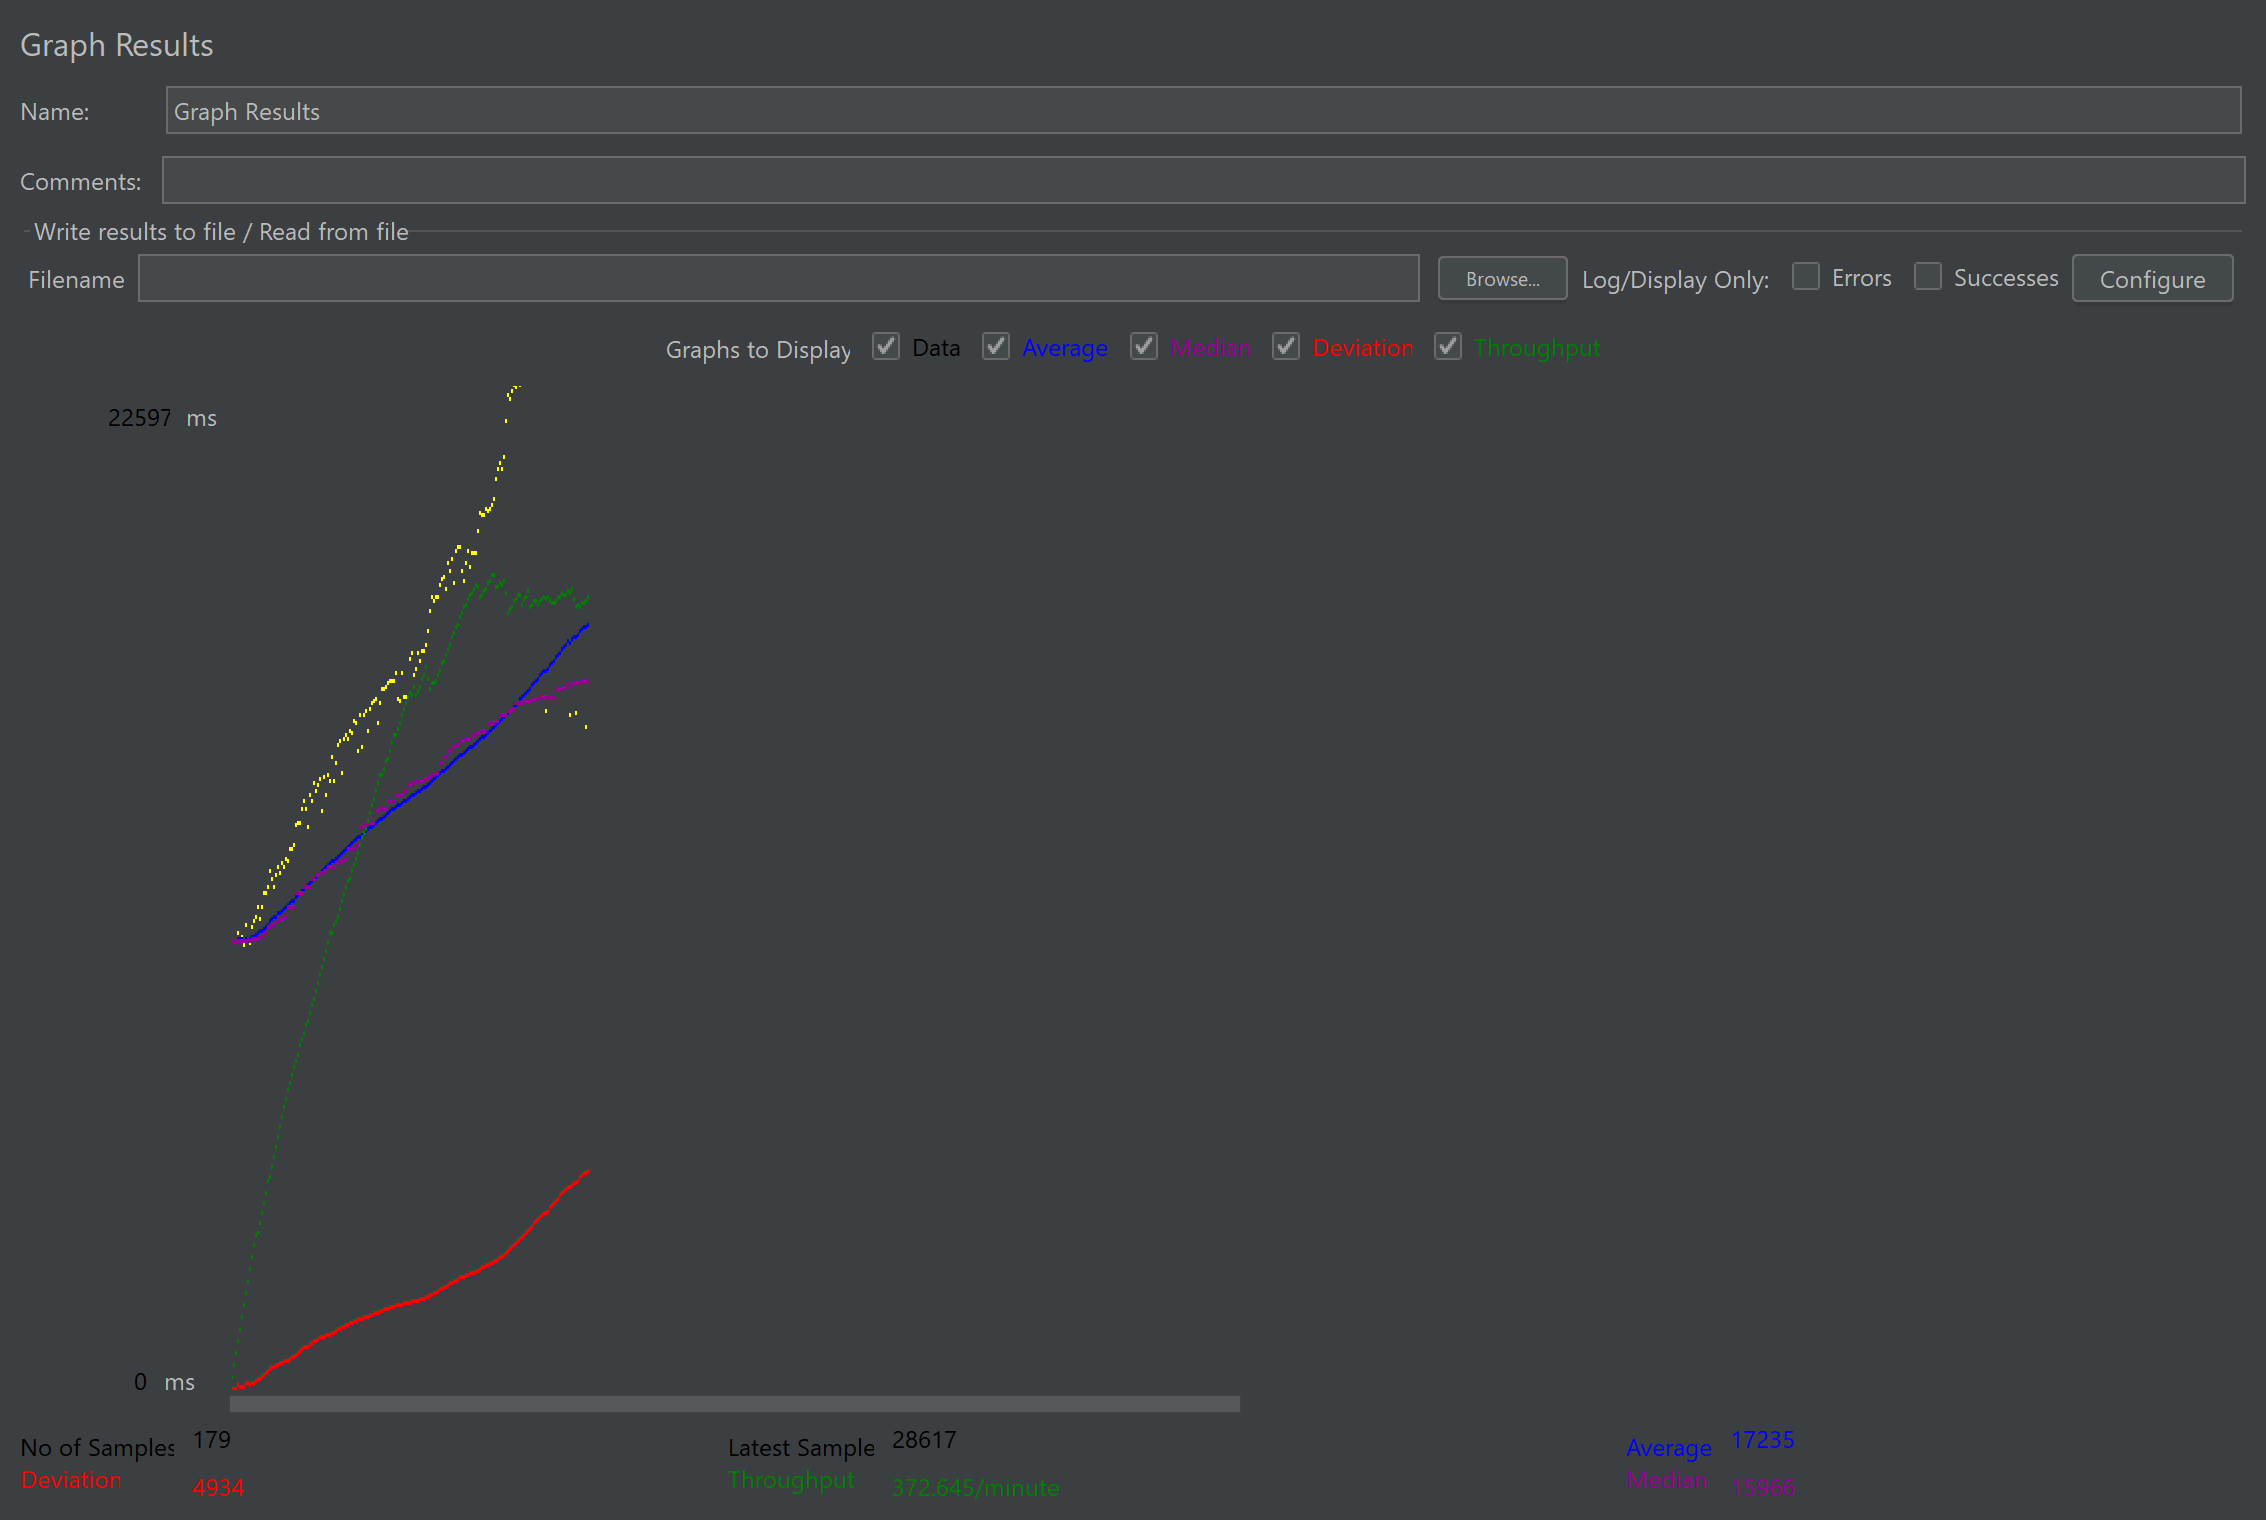 Graph Results
Name: Graph Results
Comments:
Write results to file / Read from file
Filename Browse... Log/Display Only: Errors Successes Configure
Graphs to Display Data Average Median Deviation Throughput
22597 ms
0 ms
No of Samples 179 Latest Sample 28617 Average 17235
Deviation 4934 Throughput 372.645/minute Median 15966